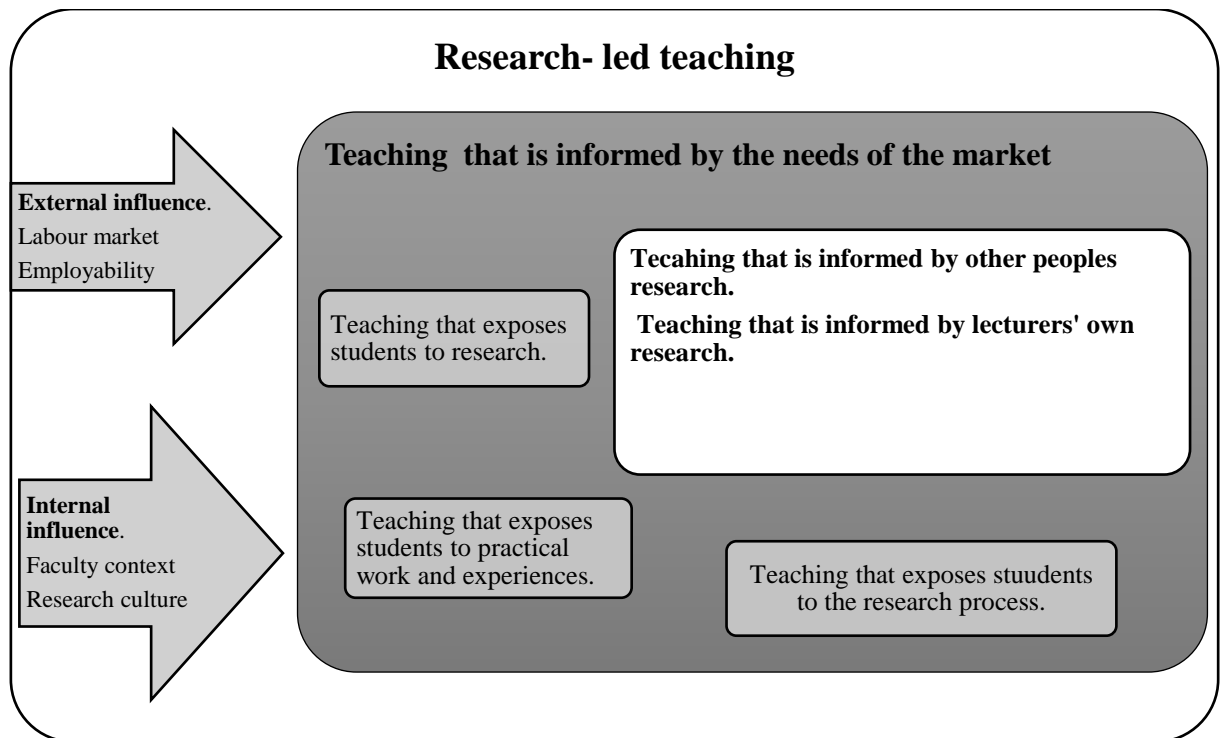 Research- led teaching
Teaching  that is informed by the needs of the market
External influence.
Labour market
Employability
Tecahing that is informed by other peoples
research.
Teaching that is informed by lecturers' own
research.
Teaching that exposes
students to research.
Internal
influence.
Faculty context
Research culture
Teaching that exposes
students to practical
work and experiences.
Teaching that exposes stuudents
to the research process.